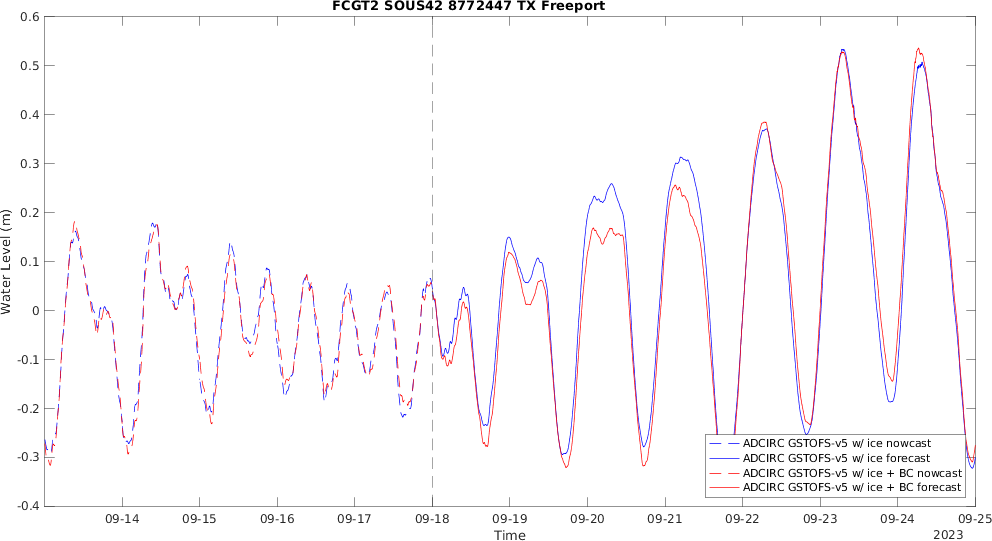 FCGT2 SOUS42 8772447 TX Freeport
0.6
0.5
0.4
0.3
0.2
0.1
0
-0.1
-0.2
-0.3
-0.4
Water Level (m)
ADCIRC GSTOFS-v5 w/ ice nowcast
ADCIRC GSTOFS-v5 w/ ice forecast
ADCIRC GSTOFS-v5 w/ ice + BC nowcast
ADCIRC GSTOFS-v5 w/ ice + BC forecast
09-14 09-15 09-16 09-17 09-18 09-19 09-20 09-21 09-22 09-23 09-24 09-25
Time
2023